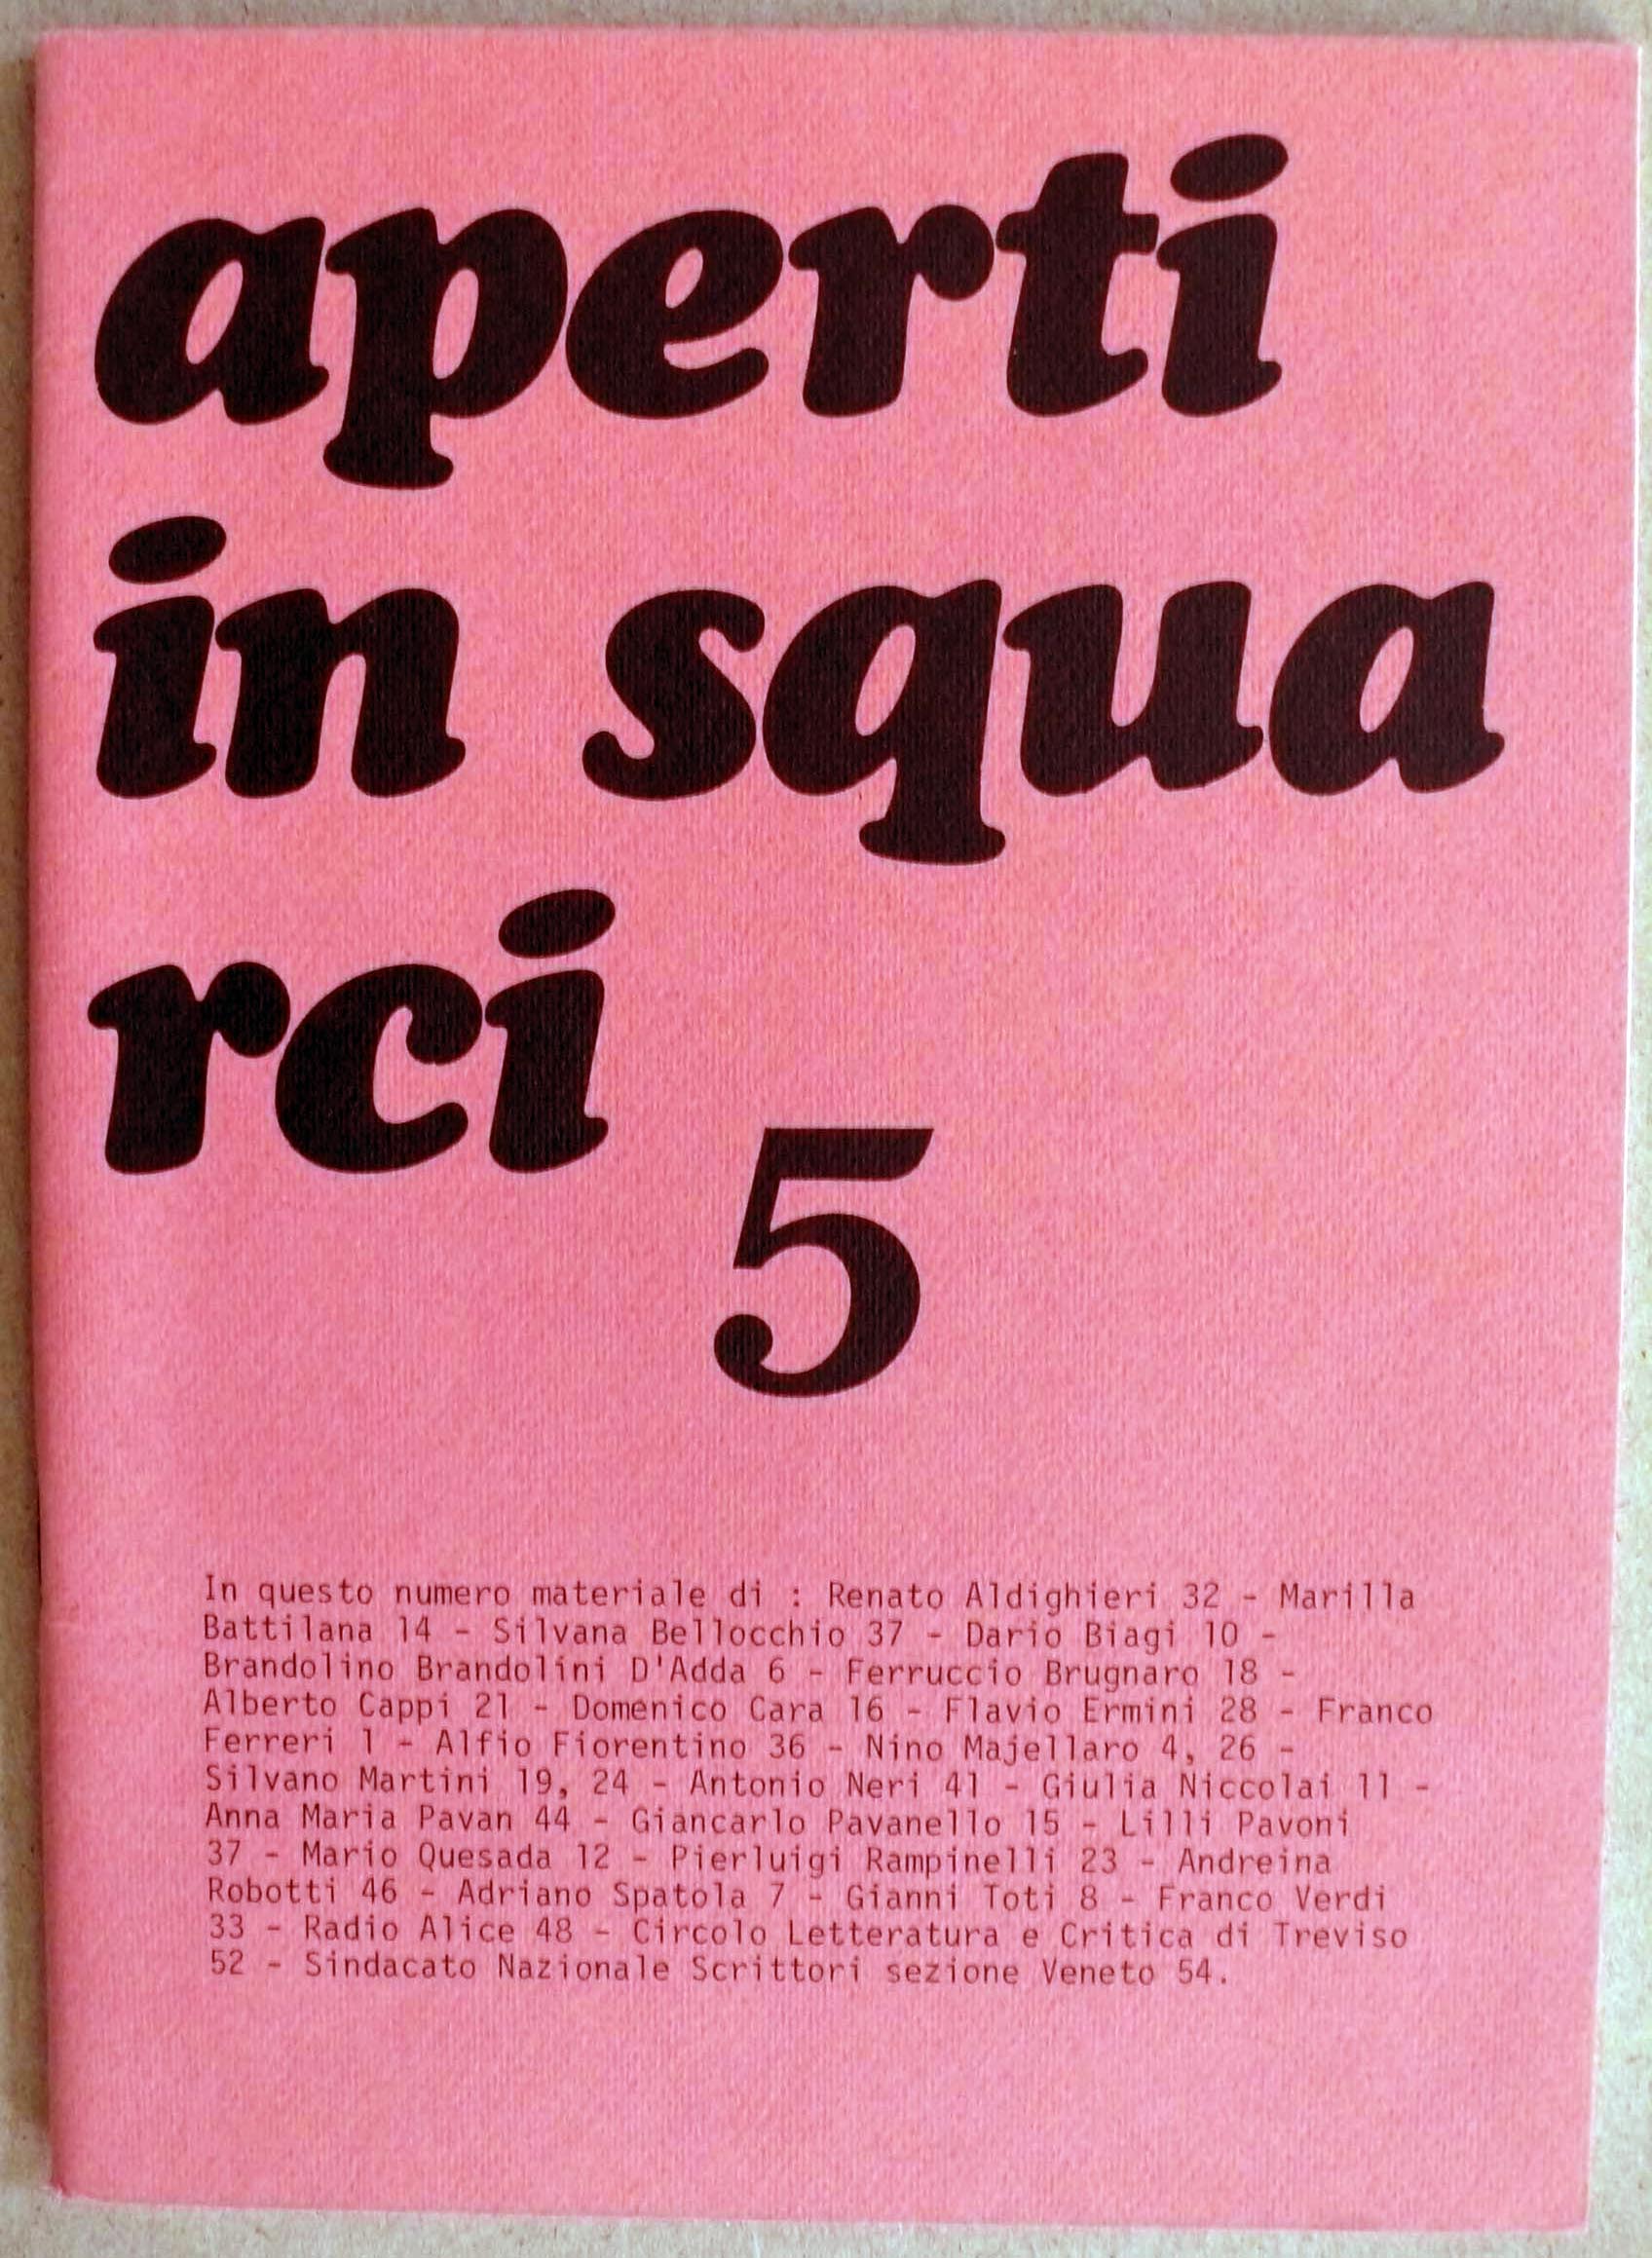 aperti
in squa
rci
5
In questo numero materiale di : Renato Aldighieri 32 - Marilla
Battilana 14 - Silvana Bellocchio 37 - Dario Biagi 10 -
Brandolino Brandolini D'Adda 6 - Ferruccio Brugnaro 18 -
Alberto Cappi 21 - Domenico Cara 16 - Flavio Ermini 28 - Franco
Ferreri 1 - Alfio Fiorentino 36 - Nino Majellaro 4, 26 -
Silvano Martini 19, 24 - Antonio Neri 41 - Giulia Niccolai 11 -
Anna Maria Pavan 44 - Giancarlo Pavanello 15 - Lilli Pavoni
37 - Mario Quesada 12 - Pierluigi Rampinelli 23 - Andreina
Robotti 46 - Adriano Spatola 7 - Gianni Toti 8 - Franco Verdi
33 - Radio Alice 48 - Circolo Letteratura e Critica di Treviso
52 - Sindacato Nazionale Scrittori sezione Veneto 54.